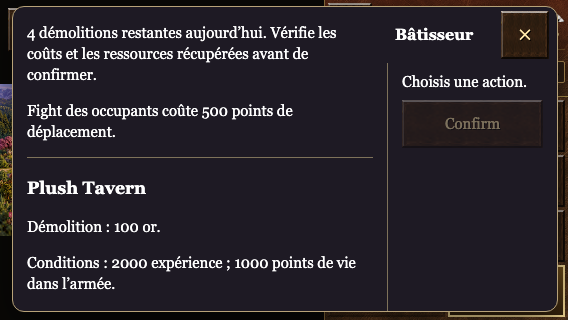 4 démolitions restantes aujourd'hui. Vérifie les
coûts et les ressources récupérées avant de
confirmer.
Fight des occupants coûte 500 points de
déplacement.
Plush Tavern
Démolition : 100 or.
Conditions : 2000 expérience ; 1000 points de vie
dans l'armée.
Bâtisseur
×
Choisis une action.
Confirm